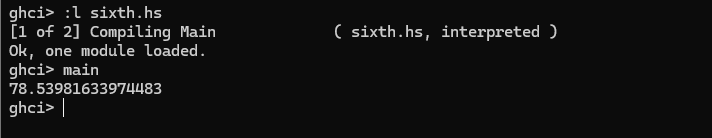 ghci> :l sixth.hs
[1 of 2] Compiling Main             ( sixth.hs, interpreted )
Ok, one module loaded.
ghci> main
78.53981633974483
ghci>